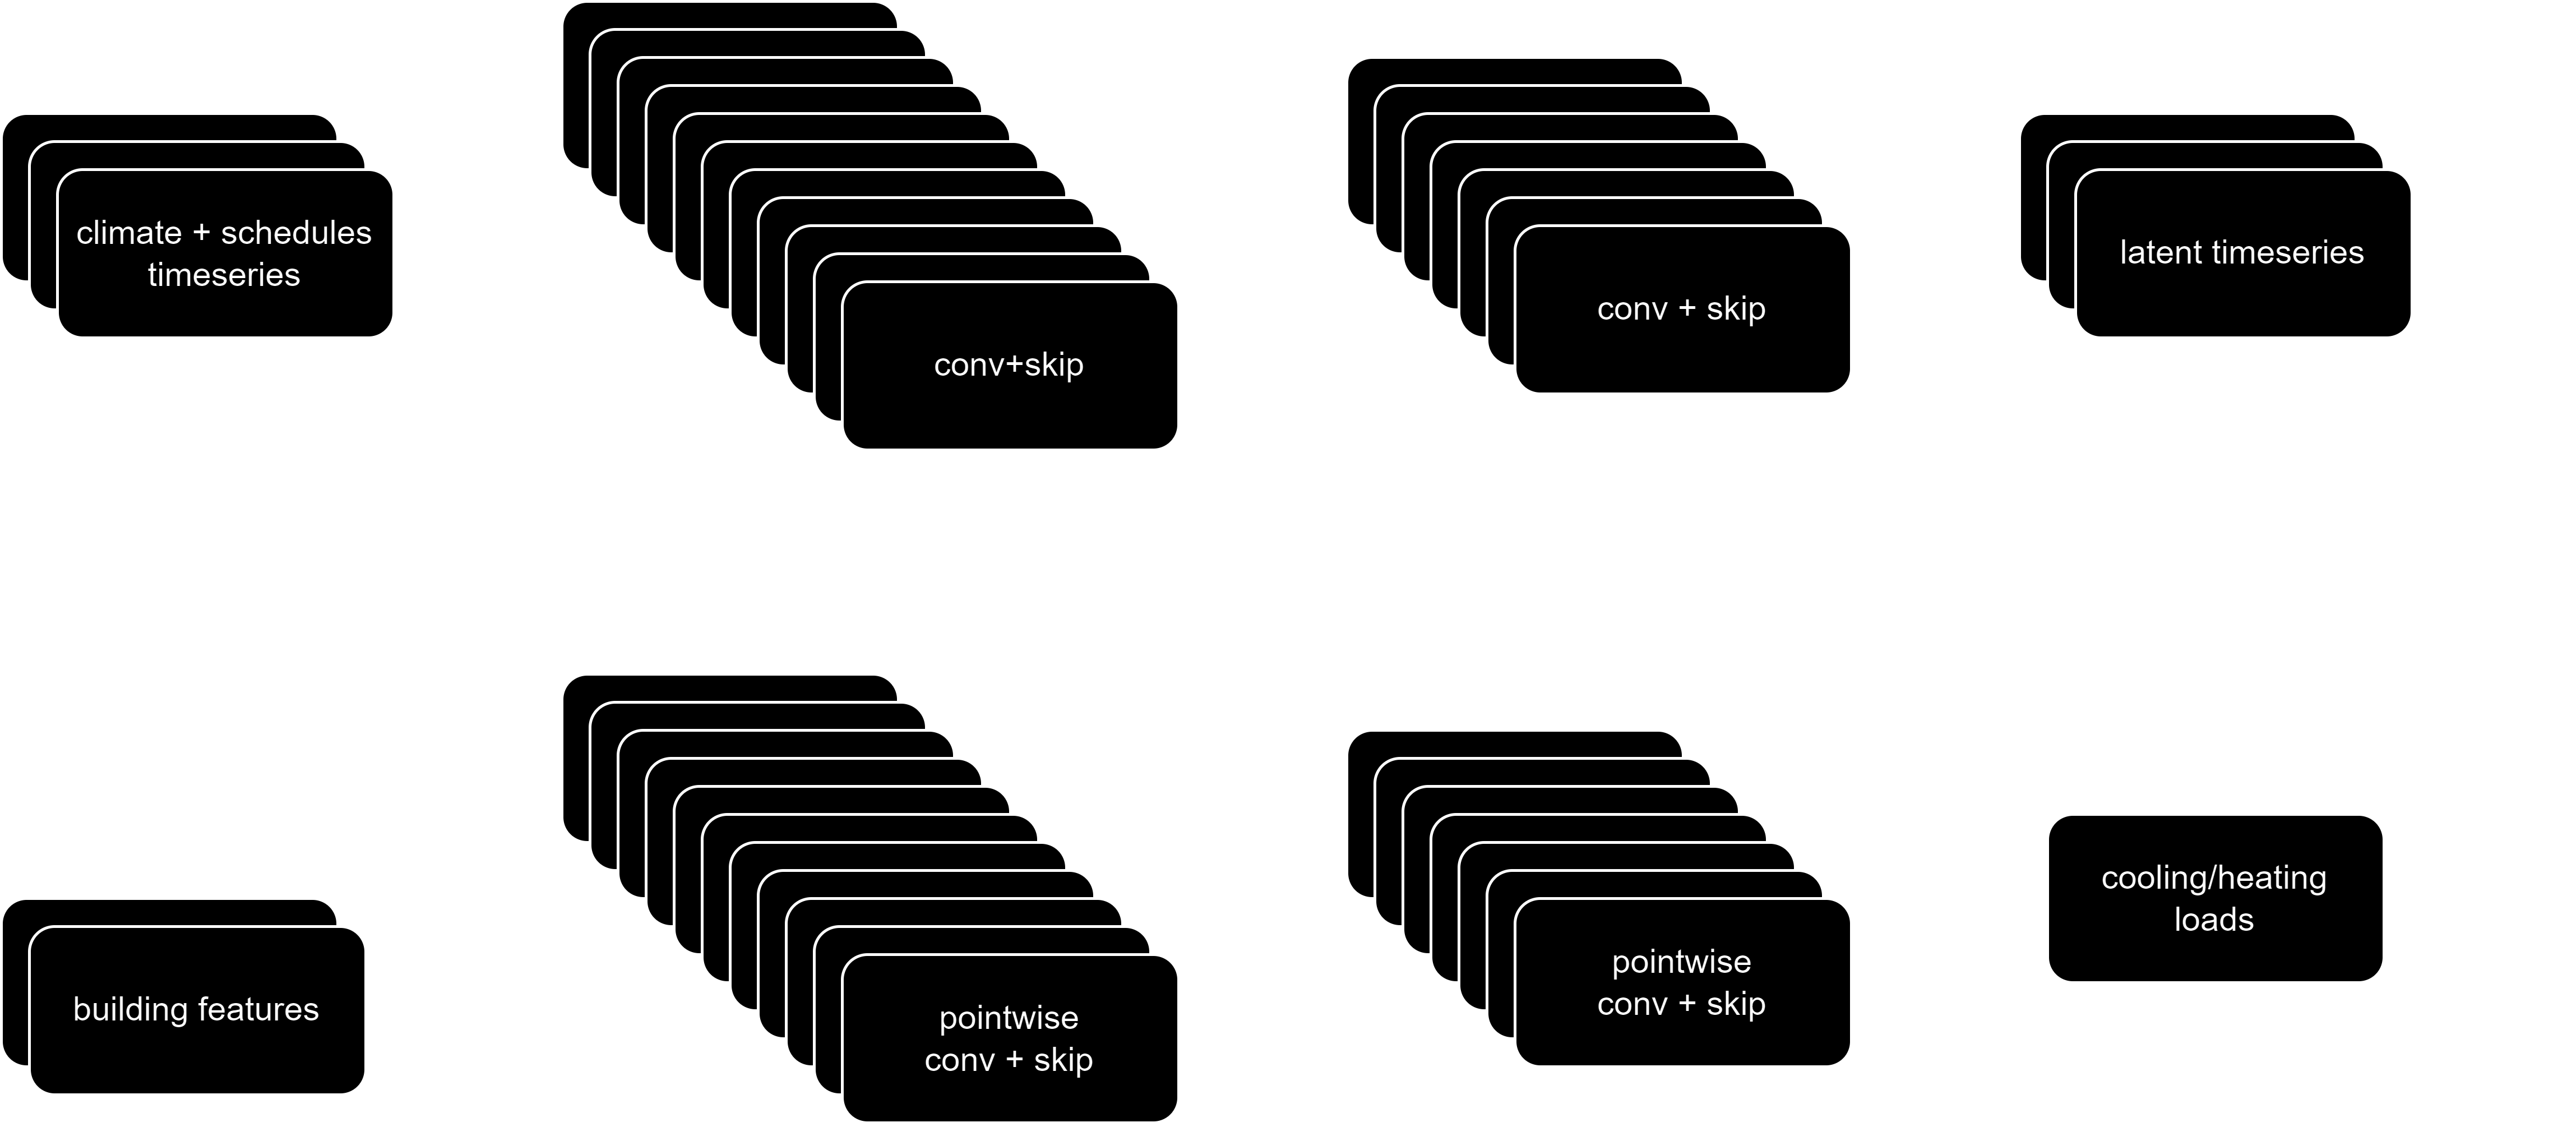 climate + schedules
timeseries
conv+skip
conv + skip
latent timeseries
building features
pointwise
conv + skip
pointwise
conv + skip
cooling/heating
loads